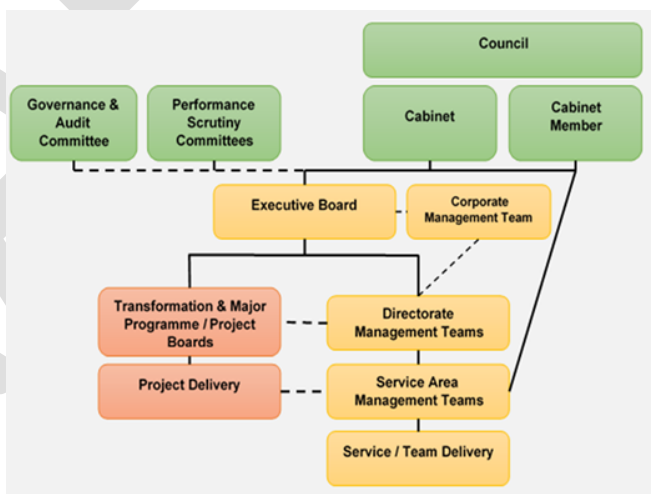 Council
Governance &
Audit
Committee
Performance
Scrutiny
Committees
Cabinet
Cabinet
Member
Executive Board
Corporate
Management Team
Transformation & Major
Programme / Project
Boards
Directorate
Management Teams
Project Delivery
Service Area
Management Teams
Service / Team Delivery